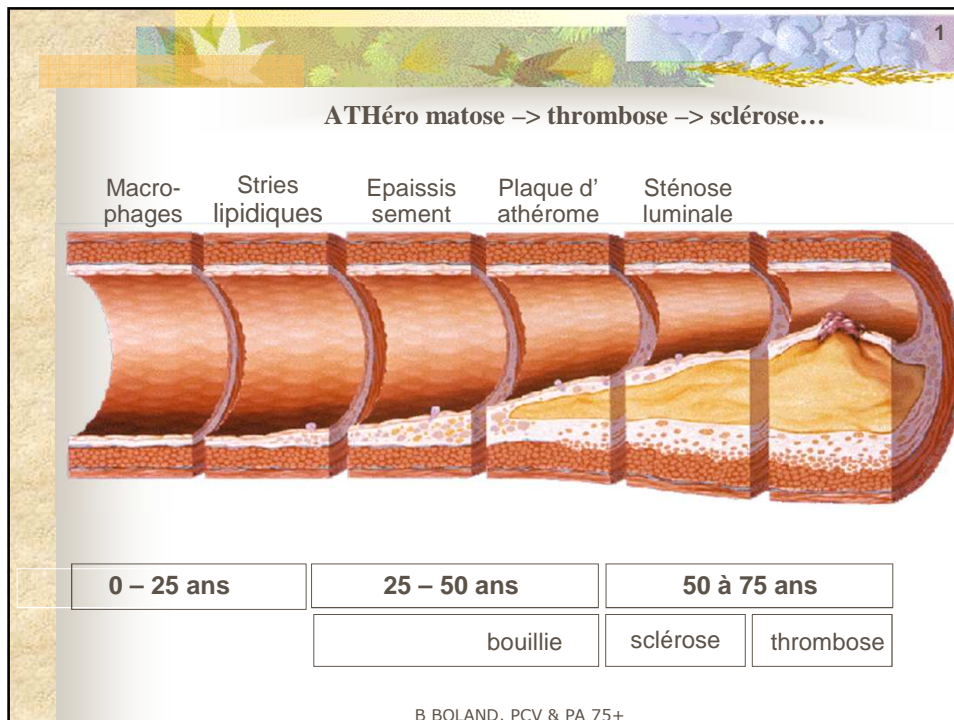 1
ATHéro matose –> thrombose –> sclérose…
Macro-
phages
Stries
lipidiques
Epaissis
sement
Plaque d’
athérome
Sténose
luminale
0 – 25 ans
25 – 50 ans
50 à 75 ans
bouillie
sclérose
thrombose
B BOLAND, PCV & PA 75+